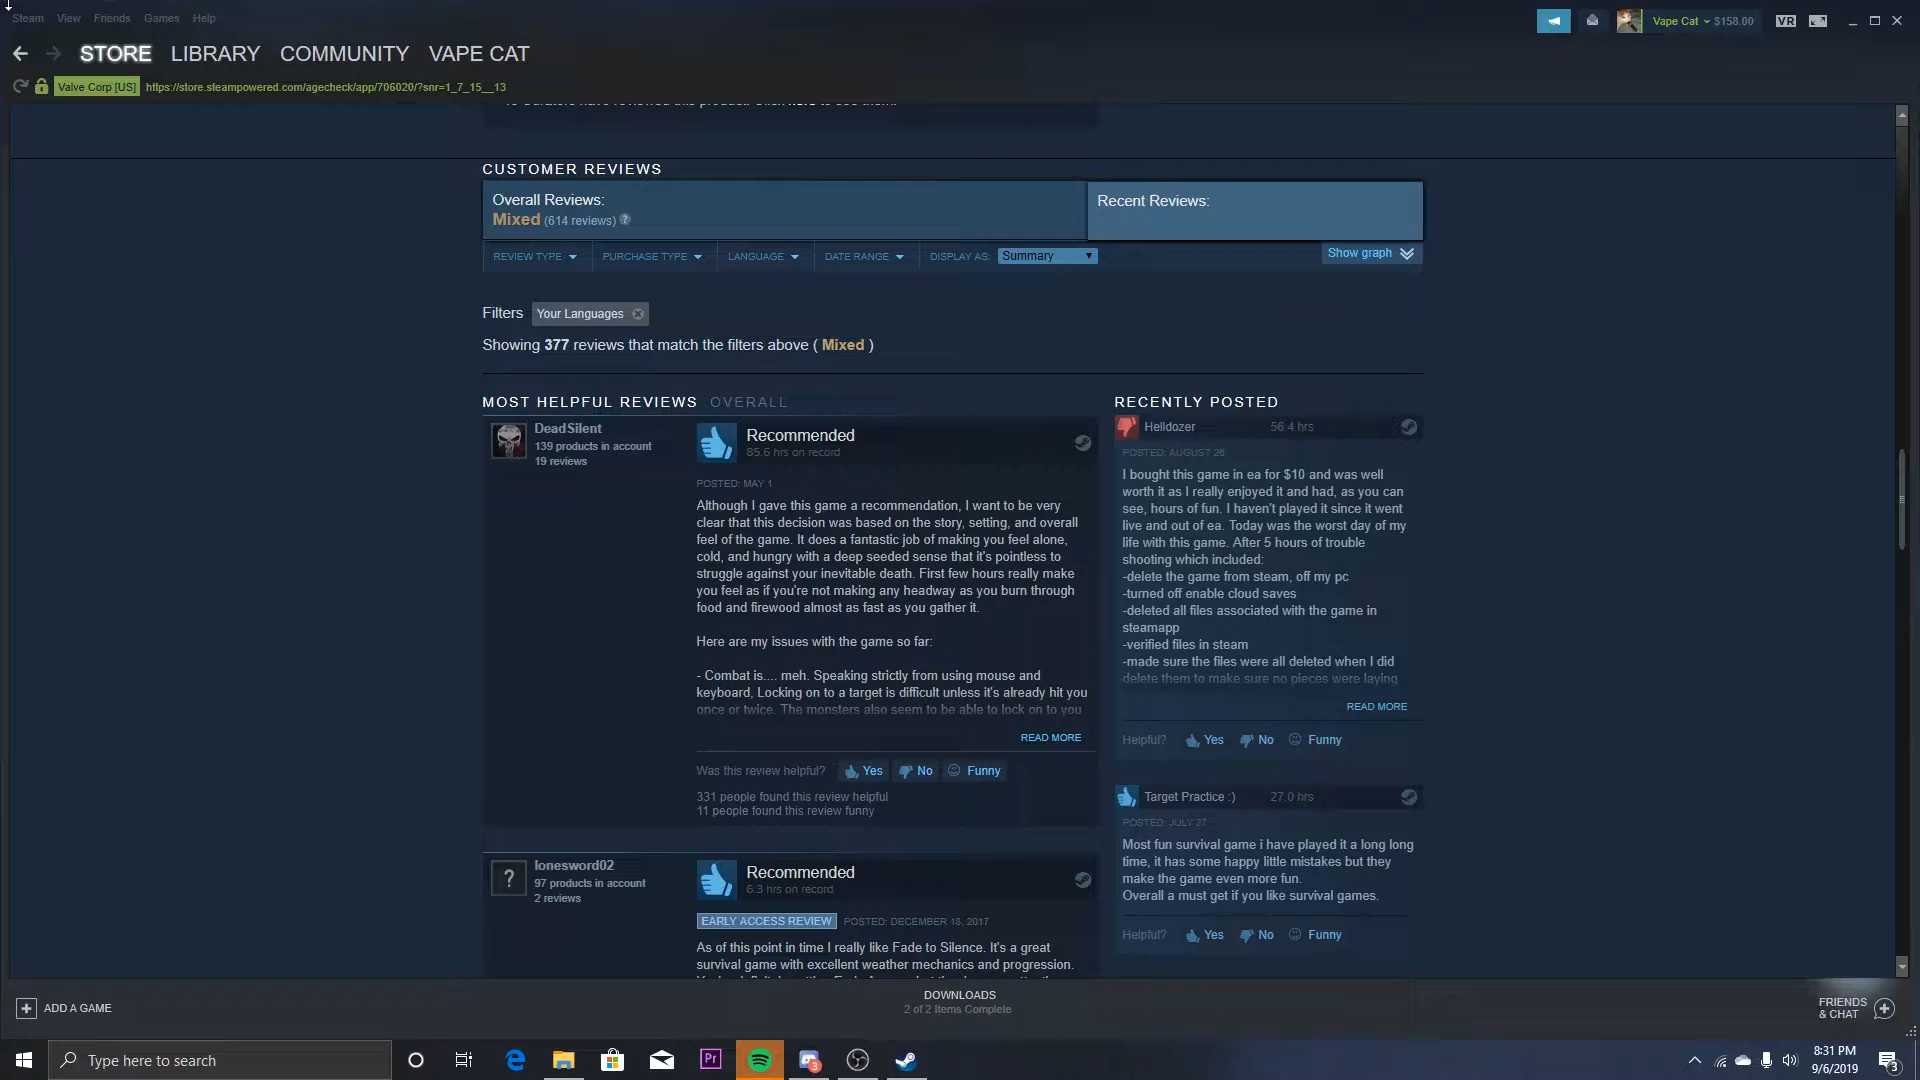 Steam View Friends Games Help
Vape Cat $158.00 VR
STORE LIBRARY COMMUNITY VAPE CAT
Valve Corp [US] https://store.steampowered.com/agecheck/app/706020/?snr=1_7_15__13
CUSTOMER REVIEWS
Overall Reviews:
Mixed (614 reviews) ?
Recent Reviews:
REVIEW TYPE PURCHASE TYPE LANGUAGE DATE RANGE DISPLAY AS: Summary
Show graph
Filters Your Languages
Showing 377 reviews that match the filters above ( Mixed )
MOST HELPFUL REVIEWS OVERALL
DeadSilent
139 products in account
19 reviews
Recommended
85.6 hrs on record
POSTED: MAY 1
Although I gave this game a recommendation, I want to be very
clear that this decision was based on the story, setting, and overall
feel of the game. It does a fantastic job of making you feel alone,
cold, and hungry with a deep seeded sense that it's pointless to
struggle against your inevitable death. First few hours really make
you feel as if you're not making any headway as you burn through
food and firewood almost as fast as you gather it.
Here are my issues with the game so far:
- Combat is.... meh. Speaking strictly from using mouse and
keyboard, Locking on to a target is difficult unless it's already hit you
once or twice. The monsters also seem to be able to lock on to you
READ MORE
Was this review helpful? Yes No Funny
331 people found this review helpful
11 people found this review funny
lonesword02
97 products in account
2 reviews
Recommended
6.3 hrs on record
EARLY ACCESS REVIEW POSTED: DECEMBER 18, 2017
As of this point in time I really like Fade to Silence. It's a great
survival game with excellent weather mechanics and progression.
RECENTLY POSTED
Helldozer 56.4 hrs
POSTED: AUGUST 26
I bought this game in ea for $10 and was well
worth it as I really enjoyed it and had, as you can
see, hours of fun. I haven't played it since it went
live and out of ea. Today was the worst day of my
life with this game. After 5 hours of trouble
shooting which included:
-delete the game from steam, off my pc
-turned off enable cloud saves
-deleted all files associated with the game in
steamapp
-verified files in steam
-made sure the files were all deleted when I did
delete them to make sure no pieces were laying
READ MORE
Helpful? Yes No Funny
Target Practice :) 27.0 hrs
POSTED: JULY 27
Most fun survival game i have played it a long long
time, it has some happy little mistakes but they
make the game even more fun.
Overall a must get if you like survival games.
Helpful? Yes No Funny
ADD A GAME
DOWNLOADS
2 of 2 Items Complete
FRIENDS
& CHAT
Type here to search
Pr
3
8:31 PM
9/6/2019
3